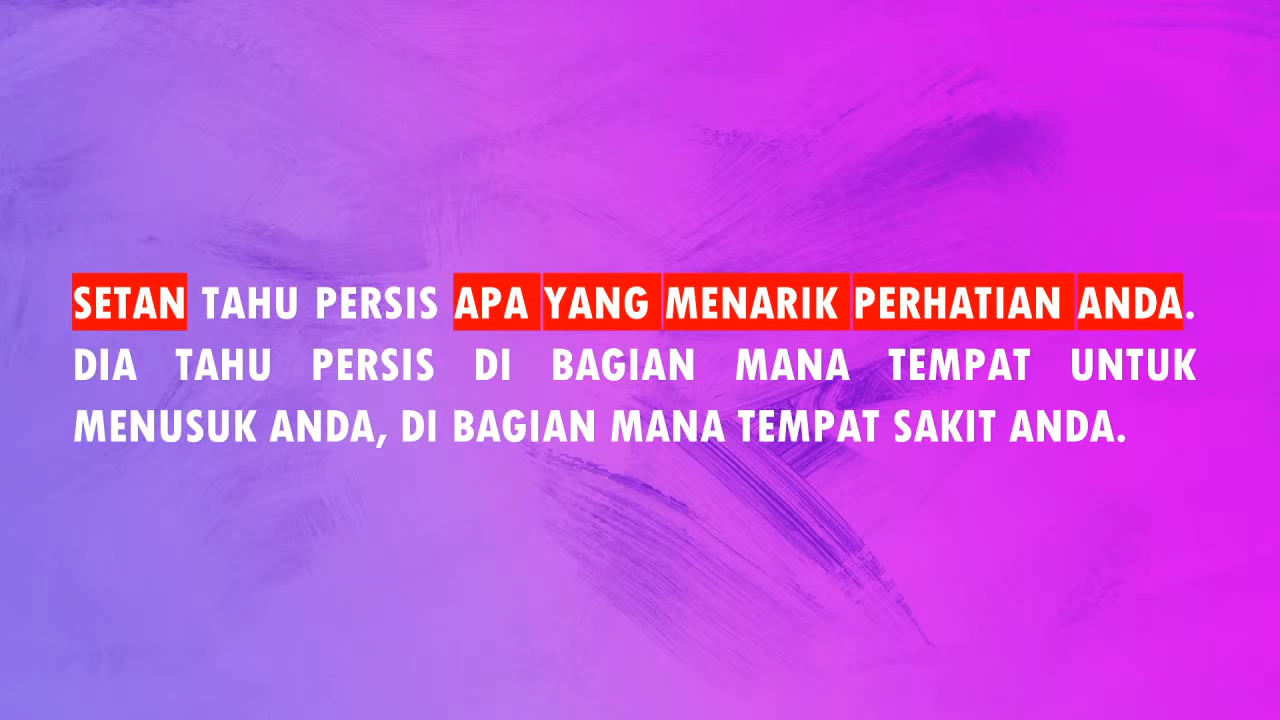 SETAN TAHU PERSIS APA YANG MENARIK PERHATIAN ANDA.
DIA TAHU PERSIS DI BAGIAN MANA TEMPAT UNTUK
MENUSUK ANDA, DI BAGIAN MANA TEMPAT SAKIT ANDA.